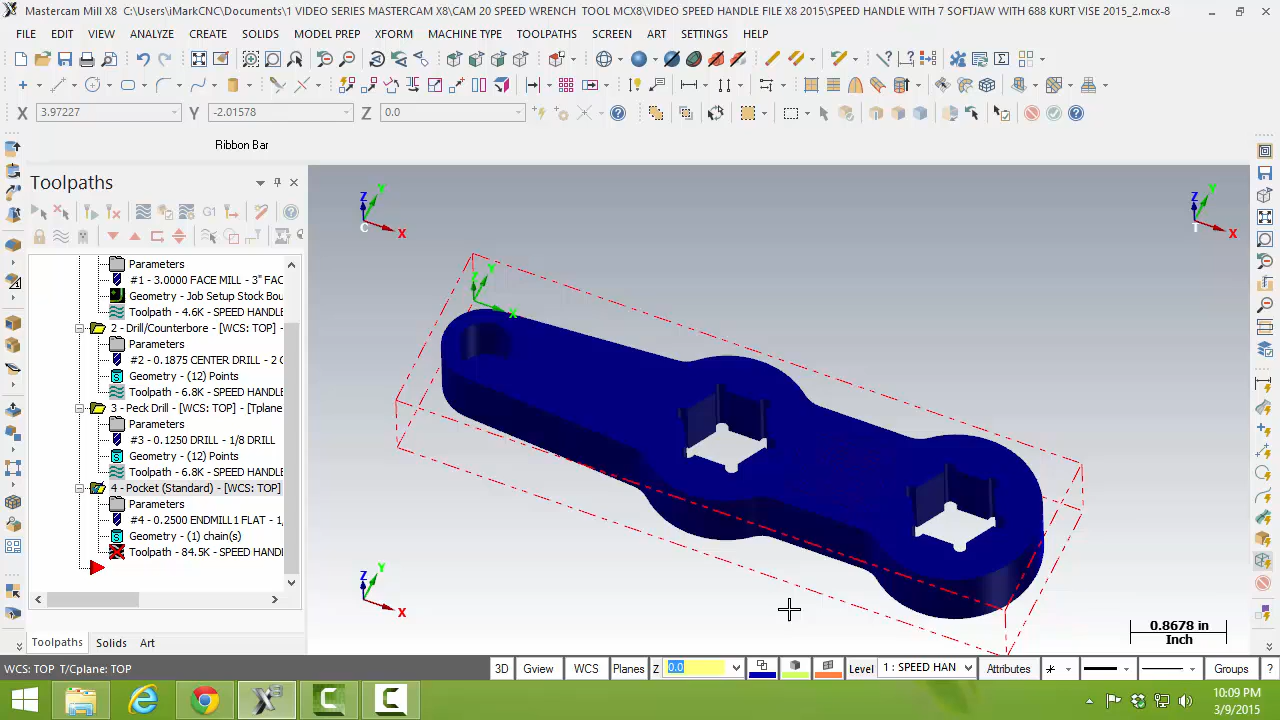 Mastercam Mill X8 C:\Users\iMarkCNC\Documents\1 VIDEO SERIES MASTERCAM X8\CAM 20 SPEED WRENCH TOOL MCX8\VIDEO SPEED HANDLE FILE X8 2015\SPEED HANDLE WITH 7 SOFTJAW WITH 688 KURT VISE 2015_2.mcx-8
FILE EDIT VIEW ANALYZE CREATE SOLIDS MODEL PREP XFORM MACHINE TYPE TOOLPATHS SCREEN ART SETTINGS HELP
G1
X 3.97227 Y -2.01578 Z 0.0
Ribbon Bar
Toolpaths
Parameters
#1 - 3.0000 FACE MILL - 3" FAC
Geometry - Job Setup Stock Bou
Toolpath - 4.6K - SPEED HANDL
2 - Drill/Counterbore - [WCS: TOP]
Parameters
#2 - 0.1875 CENTER DRILL - 2 C
Geometry - (12) Points
Toolpath - 6.8K - SPEED HANDL
3 - Peck Drill - [WCS: TOP] - [Tplane
Parameters
#3 - 0.1250 DRILL - 1/8 DRILL
Geometry - (12) Points
Toolpath - 6.8K - SPEED HANDL
4 - Pocket (Standard) - [WCS: TOP]
Parameters
#4 - 0.2500 ENDMILL1 FLAT - 1,
Geometry - (1) chain(s)
Toolpath - 84.5K - SPEED HAND
Toolpaths Solids Art
Z Y X C
Z Y X T
Z Y X
Z Y X
0.8678 in
Inch
WCS: TOP T/Cplane: TOP
3D Gview WCS Planes Z 0.0 Level 1 : SPEED HAN Attributes Groups ?
10:09 PM
3/9/2015